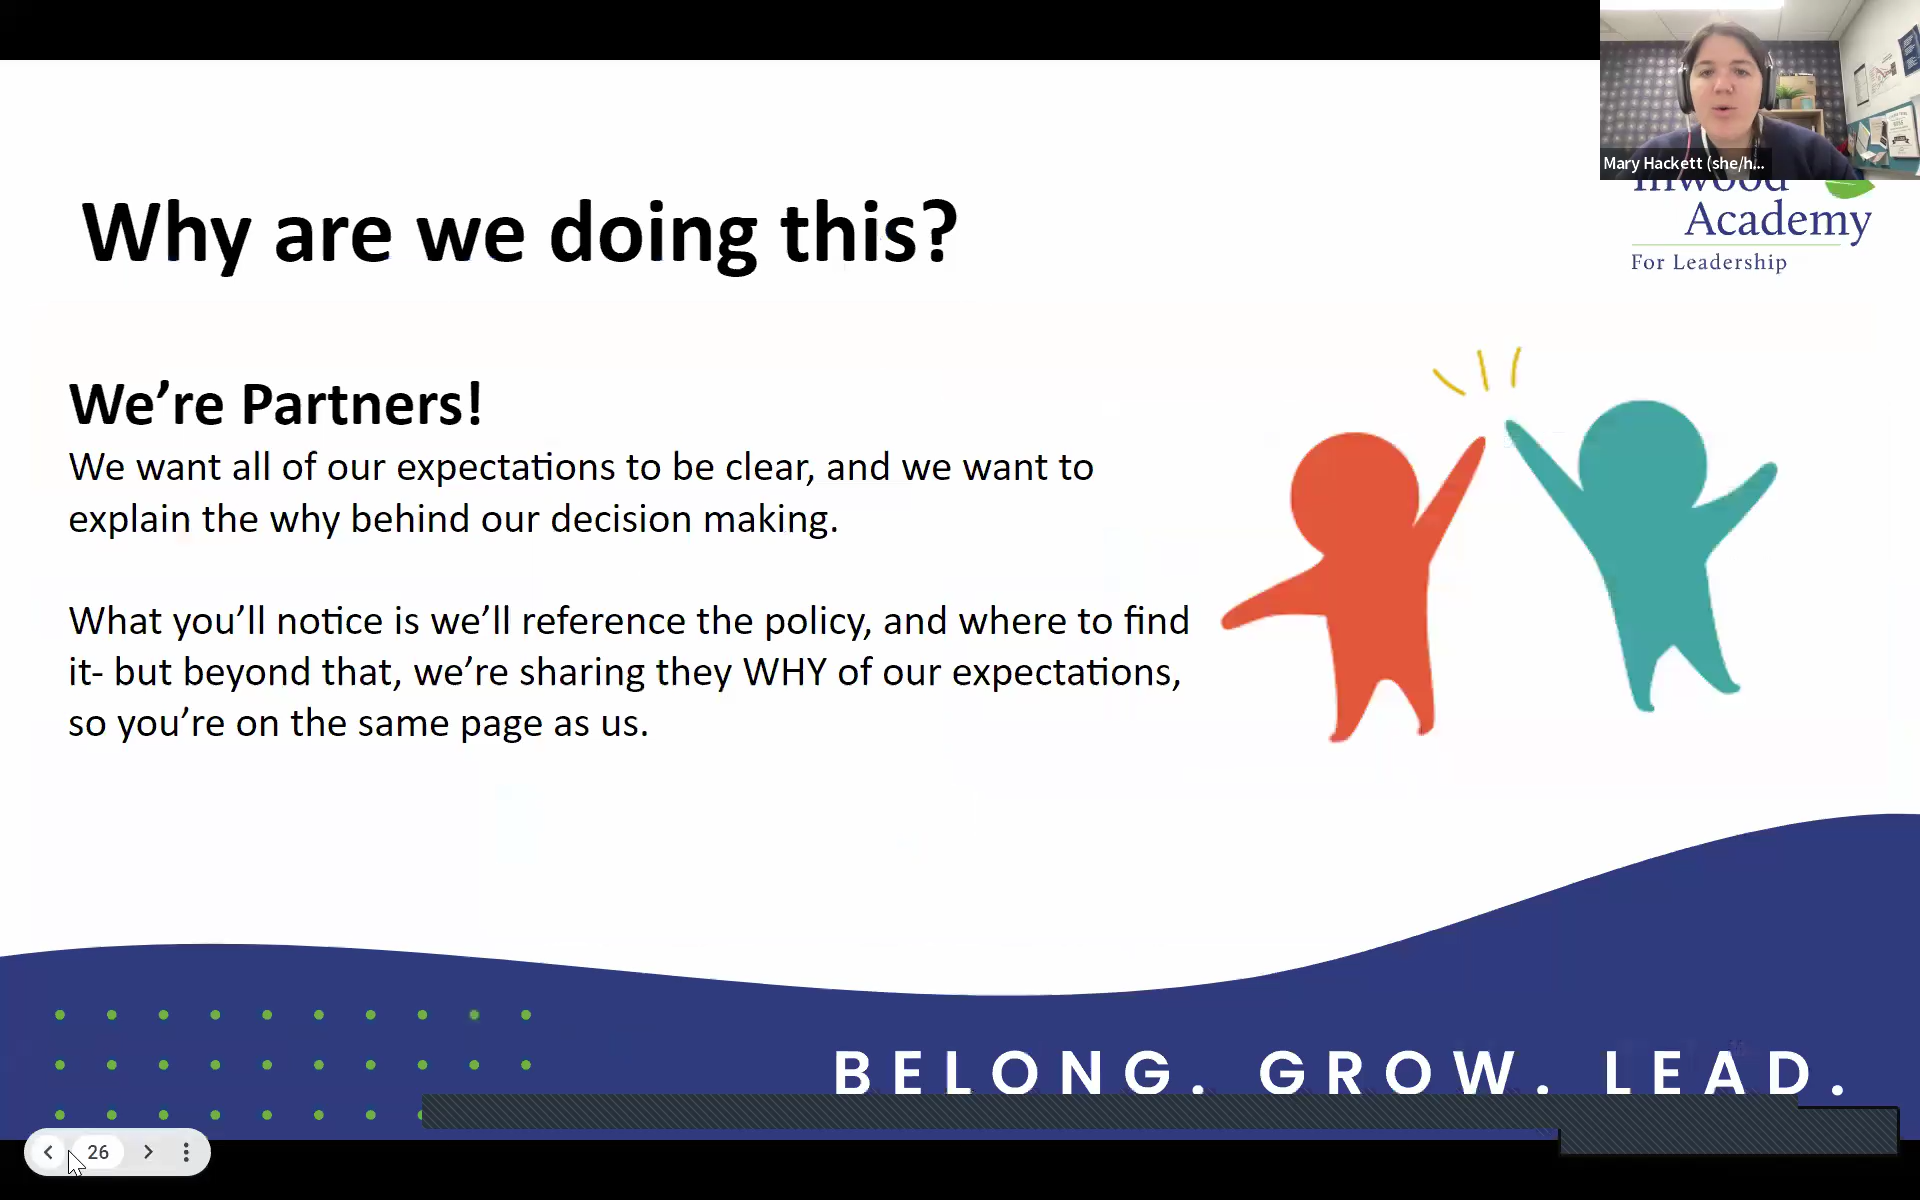 Mary Hackett (she/h...
Inwood
Academy
For Leadership
Why are we doing this?
We're Partners!
We want all of our expectations to be clear, and we want to
explain the why behind our decision making.
What you'll notice is we'll reference the policy, and where to find
it- but beyond that, we're sharing they WHY of our expectations,
so you're on the same page as us.
BELONG. GROW. LEAD.
26